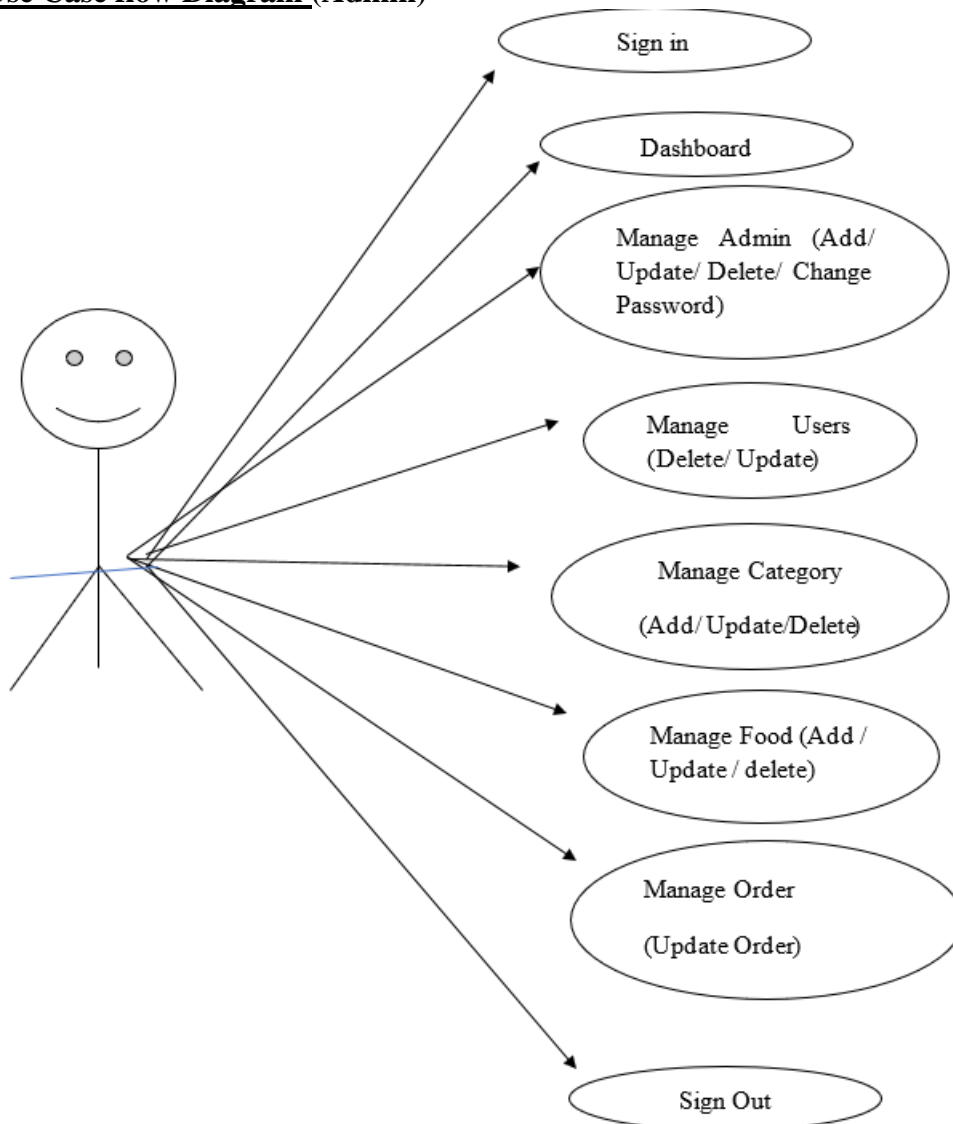 Use Case flow Diagram (Admin)
Sign in
Dashboard
Manage Admin (Add/
Update/ Delete/ Change
Password)
Manage Users
(Delete/ Update)
Manage Category
(Add/ Update/Delete)
Manage Food (Add /
Update / delete)
Manage Order
(Update Order)
Sign Out